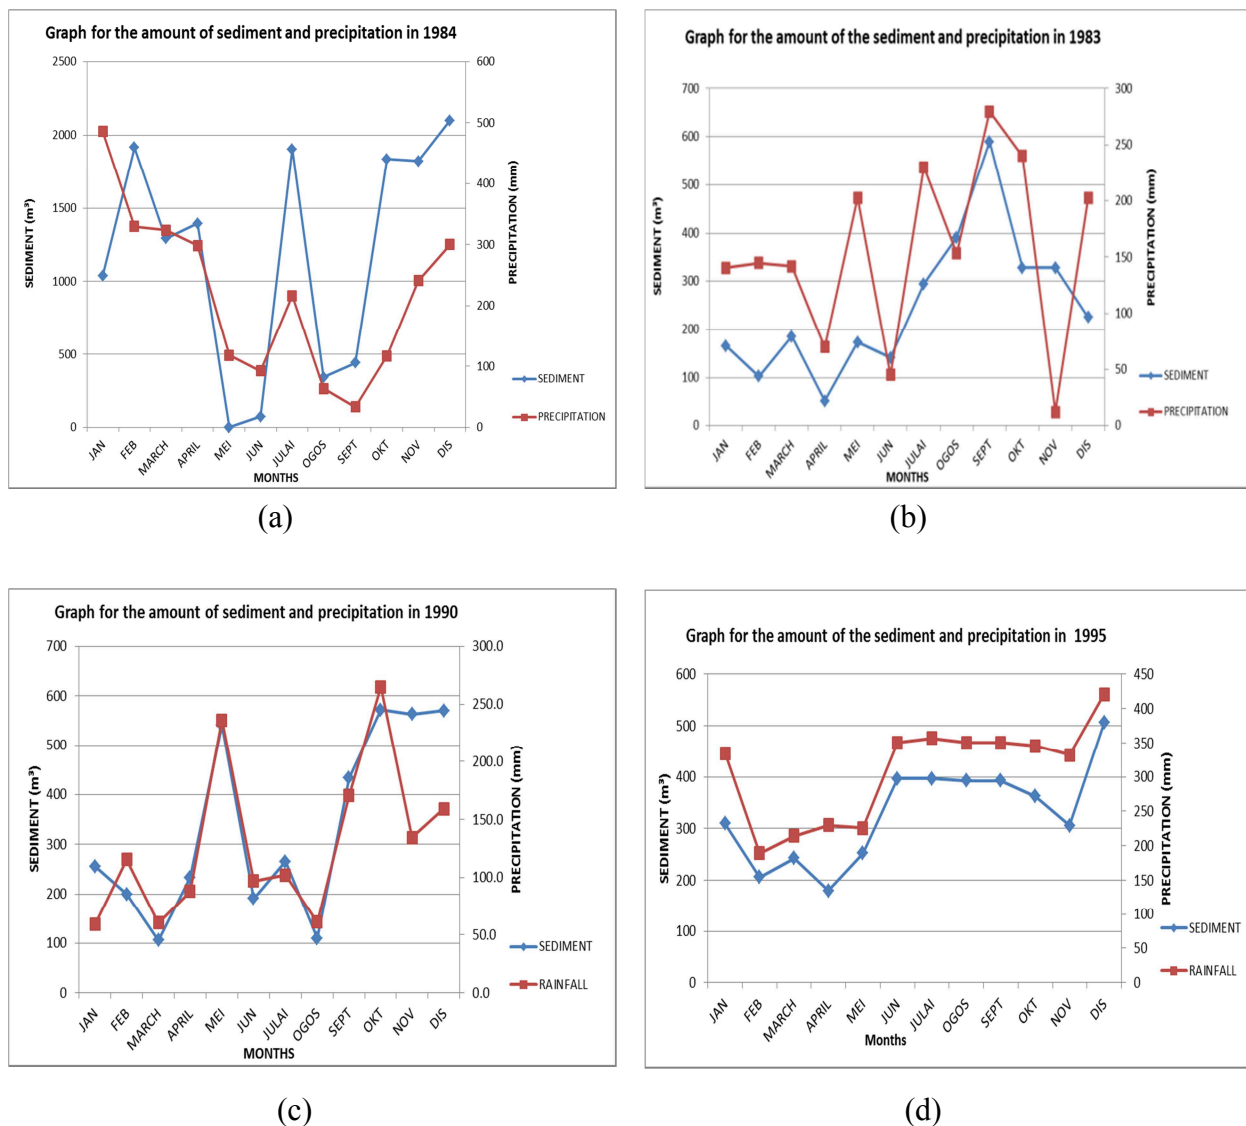 Graph for the amount of sediment and precipitation in 1984
2500
2000
1500
1000
500
0
SEDIMENT (m³)
600
500
400
300
200
100
0
PRECIPITATION (mm)
SEDIMENT
PRECIPITATION
JAN
FEB
MARCH
APRIL
MEI
JUN
JULAI
OGOS
SEPT
OKT
NOV
DIS
MONTHS
(a)
Graph for the amount of the sediment and precipitation in 1983
700
600
500
400
300
200
100
0
SEDIMENT (m³)
300
250
200
150
100
50
0
PRECIPITATION (mm)
SEDIMENT
PRECIPITATION
JAN
FEB
MARCH
APRIL
MEI
JUN
JULAI
OGOS
SEPT
OKT
NOV
DIS
MONTHS
(b)
Graph for the amount of sediment and precipitation in 1990
700
600
500
400
300
200
100
0
SEDIMENT (m³)
300.0
250.0
200.0
150.0
100.0
50.0
0.0
PRECIPITATION (mm)
SEDIMENT
RAINFALL
JAN
FEB
MARCH
APRIL
MEI
JUN
JULAI
OGOS
SEPT
OKT
NOV
DIS
MONTHS
(c)
Graph for the amount of the sediment and precipitation in 1995
600
500
400
300
200
100
0
SEDIMENT (m³)
450
400
350
300
250
200
150
100
50
0
PRECIPITATION (mm)
SEDIMENT
RAINFALL
JAN
FEB
MARCH
APRIL
MEI
JUN
JULAI
OGOS
SEPT
OKT
NOV
DIS
Months
(d)